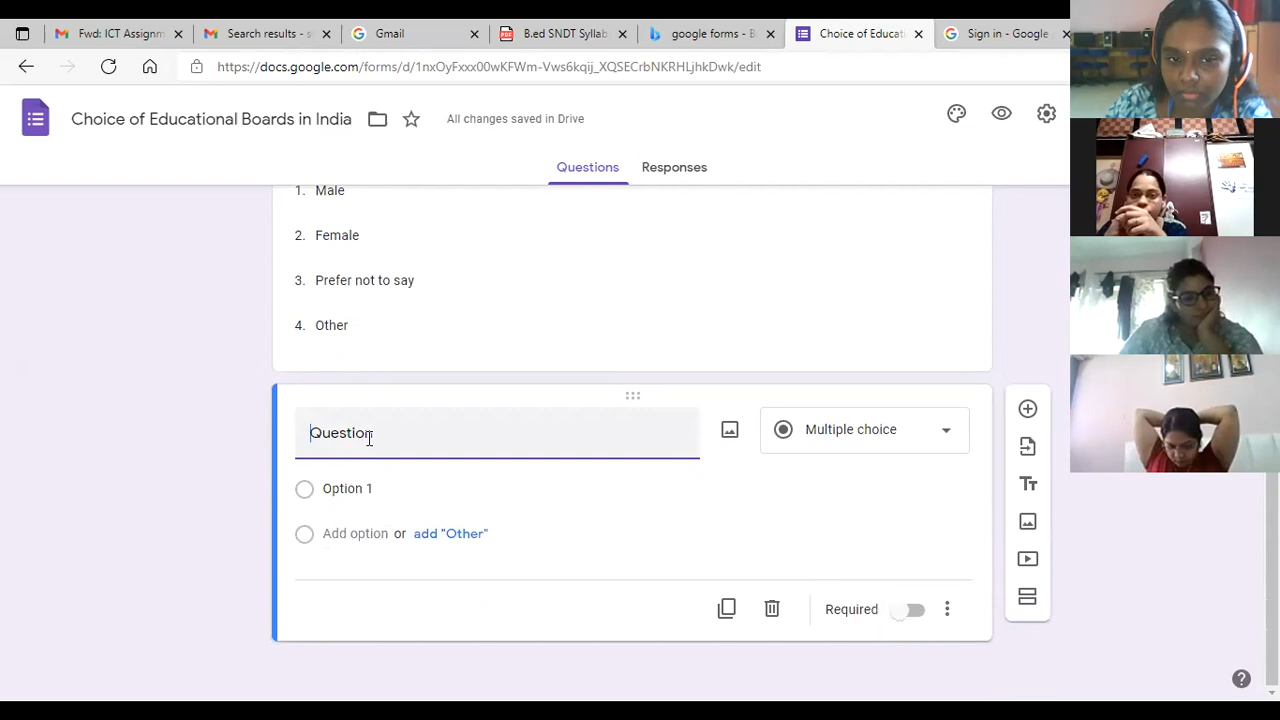 Fwd: ICT Assignm
Search results - s
Gmail
B.ed SNDT Syllab
google forms - B
Choice of Educati
Sign in - Google
https://docs.google.com/forms/d/1nxOyFxxx00wKFWm-Vws6kqij_XQSECrbNKRHLjhkDwk/edit
Choice of Educational Boards in India
All changes saved in Drive
Questions
Responses
1. Male
2. Female
3. Prefer not to say
4. Other
Question
Multiple choice
Option 1
Add option or add "Other"
Required